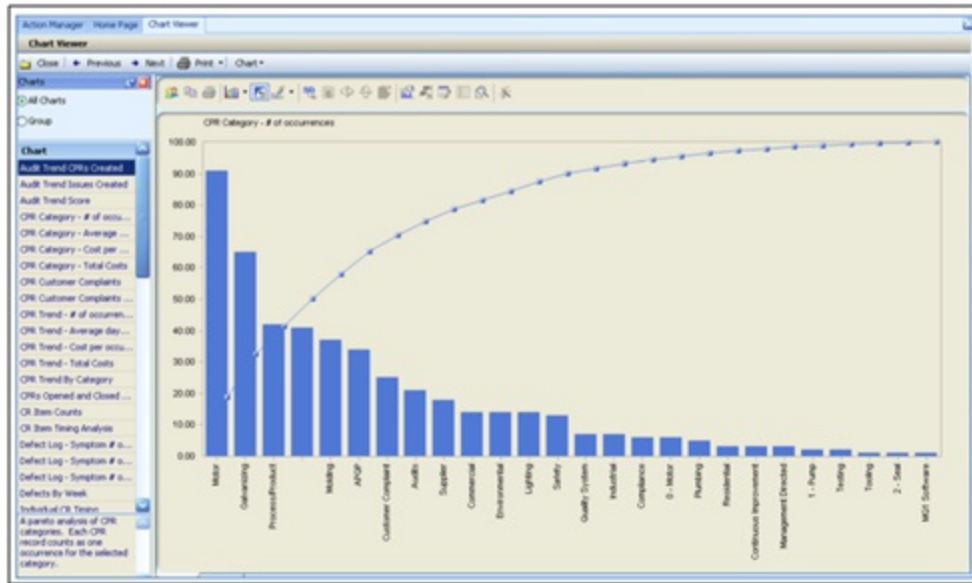 Action Manager Home Page Chart Viewer
Chart Viewer
Close Previous Next Print Chart
Charts
All Charts
Group
Chart
Audit Trend CPRs Created
Audit Trend Issues Created
Audit Trend Score
CPR Category - # of occu...
CPR Category - Average ...
CPR Category - Cost per ...
CPR Category - Total Costs
CPR Customer Complaints
CPR Customer Complaints ...
CPR Trend - # of occurren...
CPR Trend - Average day...
CPR Trend - Cost per occu...
CPR Trend - Total Costs
CPR Trend By Category
CPRs Opened and Closed ...
CR Item Counts
CR Item Timing Analysis
Defect Log - Symptom # o...
Defect Log - Symptom # o...
Defect Log - Symptom # o...
Defects By Week
Individual CR Timing
A pareto analysis of CPR
categories. Each CPR
record counts as one
occurrence for the selected
category.
CPR Category - # of occurrences
100.00
90.00
80.00
70.00
60.00
50.00
40.00
30.00
20.00
10.00
0.00
Motor
Galvanizing
Process/Product
Molding
APQP
Customer Complaint
Audits
Supplier
Commercial
Environmental
Lighting
Safety
Quality System
Industrial
Compliance
0 - Motor
Plumbing
Residential
Continuous Improvement
Management Directed
1 - Pump
Testing
Tooling
2 - Seal
Software